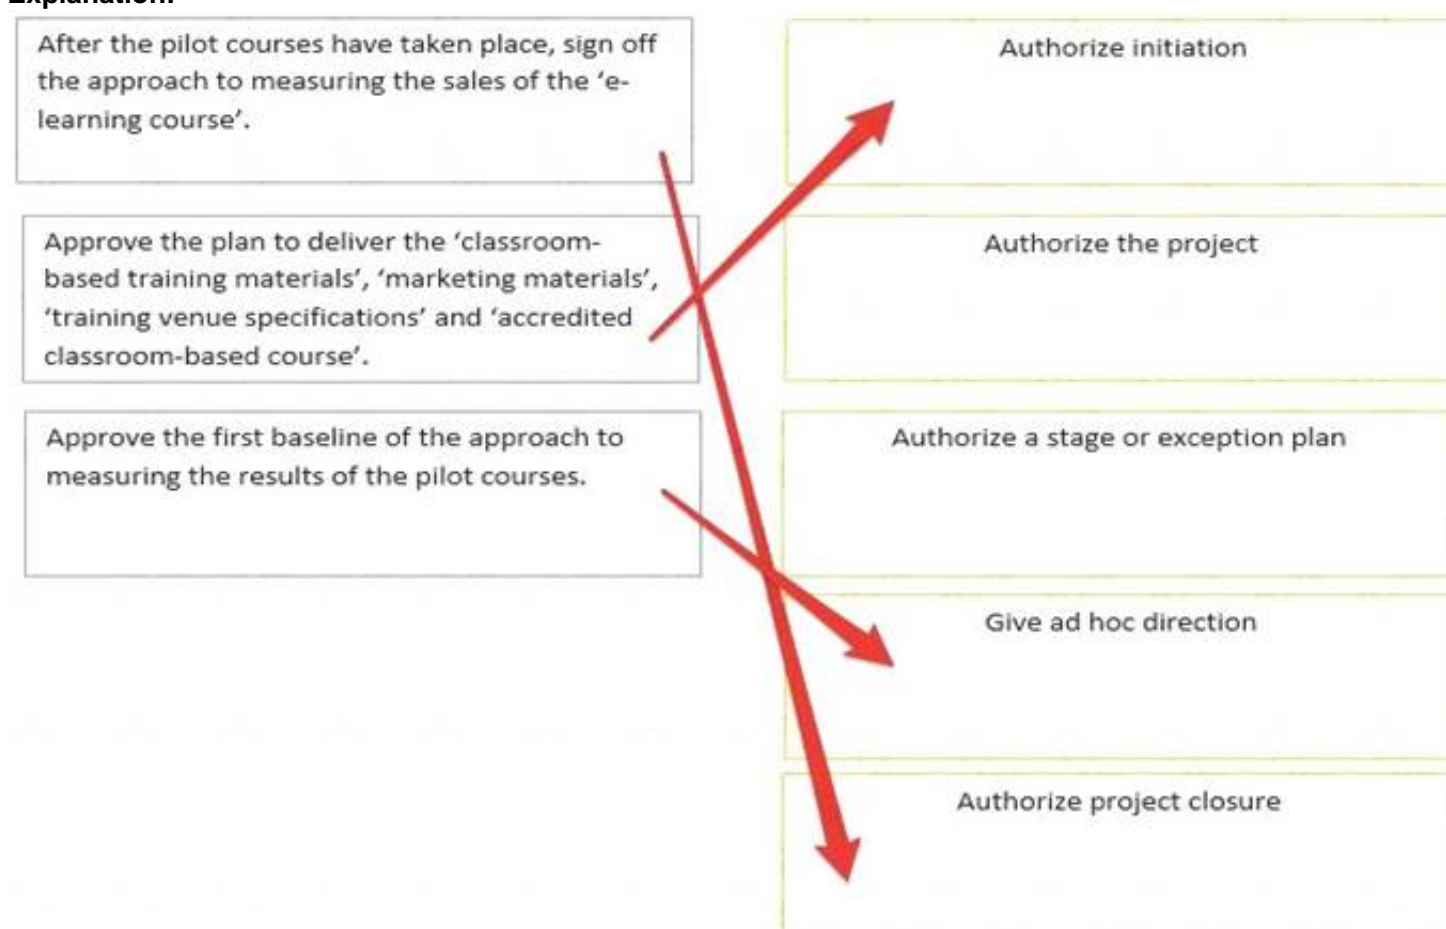 Explanation:
After the pilot courses have taken place, sign off
the approach to measuring the sales of the ‘e-
learning course’.
Approve the plan to deliver the ‘classroom-
based training materials’, ‘marketing materials’,
‘training venue specifications’ and ‘accredited
classroom-based course’.
Approve the first baseline of the approach to
measuring the results of the pilot courses.
Authorize initiation
Authorize the project
Authorize a stage or exception plan
Give ad hoc direction
Authorize project closure